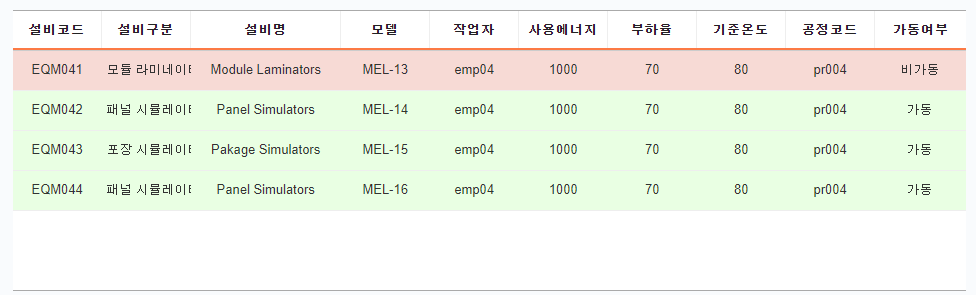 설비코드 설비구분 설비명 모델 작업자 사용에너지 부하율 기준온도 공정코드 가동여부
EQM041 모듈 라미네이터 Module Laminators MEL-13 emp04 1000 70 80 pr004 비가동
EQM042 패널 시뮬레이터 Panel Simulators MEL-14 emp04 1000 70 80 pr004 가동
EQM043 포장 시뮬레이터 Pakage Simulators MEL-15 emp04 1000 70 80 pr004 가동
EQM044 패널 시뮬레이터 Panel Simulators MEL-16 emp04 1000 70 80 pr004 가동